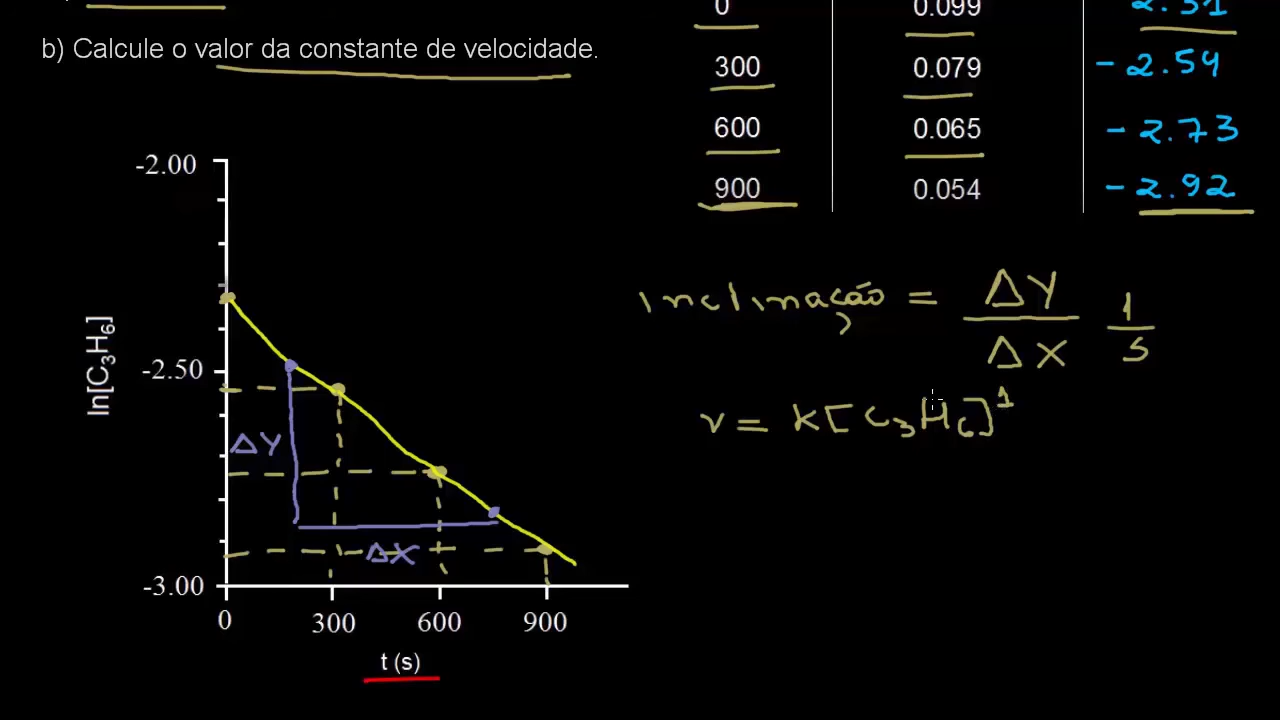 0 0.099 - 2.31
b) Calcule o valor da constante de velocidade.
300 0.079 - 2.54
600 0.065 - 2.73
900 0.054 - 2.92
-2.00
-2.50
-3.00
ln[C3H6]
ΔY
ΔX
0 300 600 900
t (s)
Inclinação = ΔY/ΔX 1/s
v = K[C3H6]^1